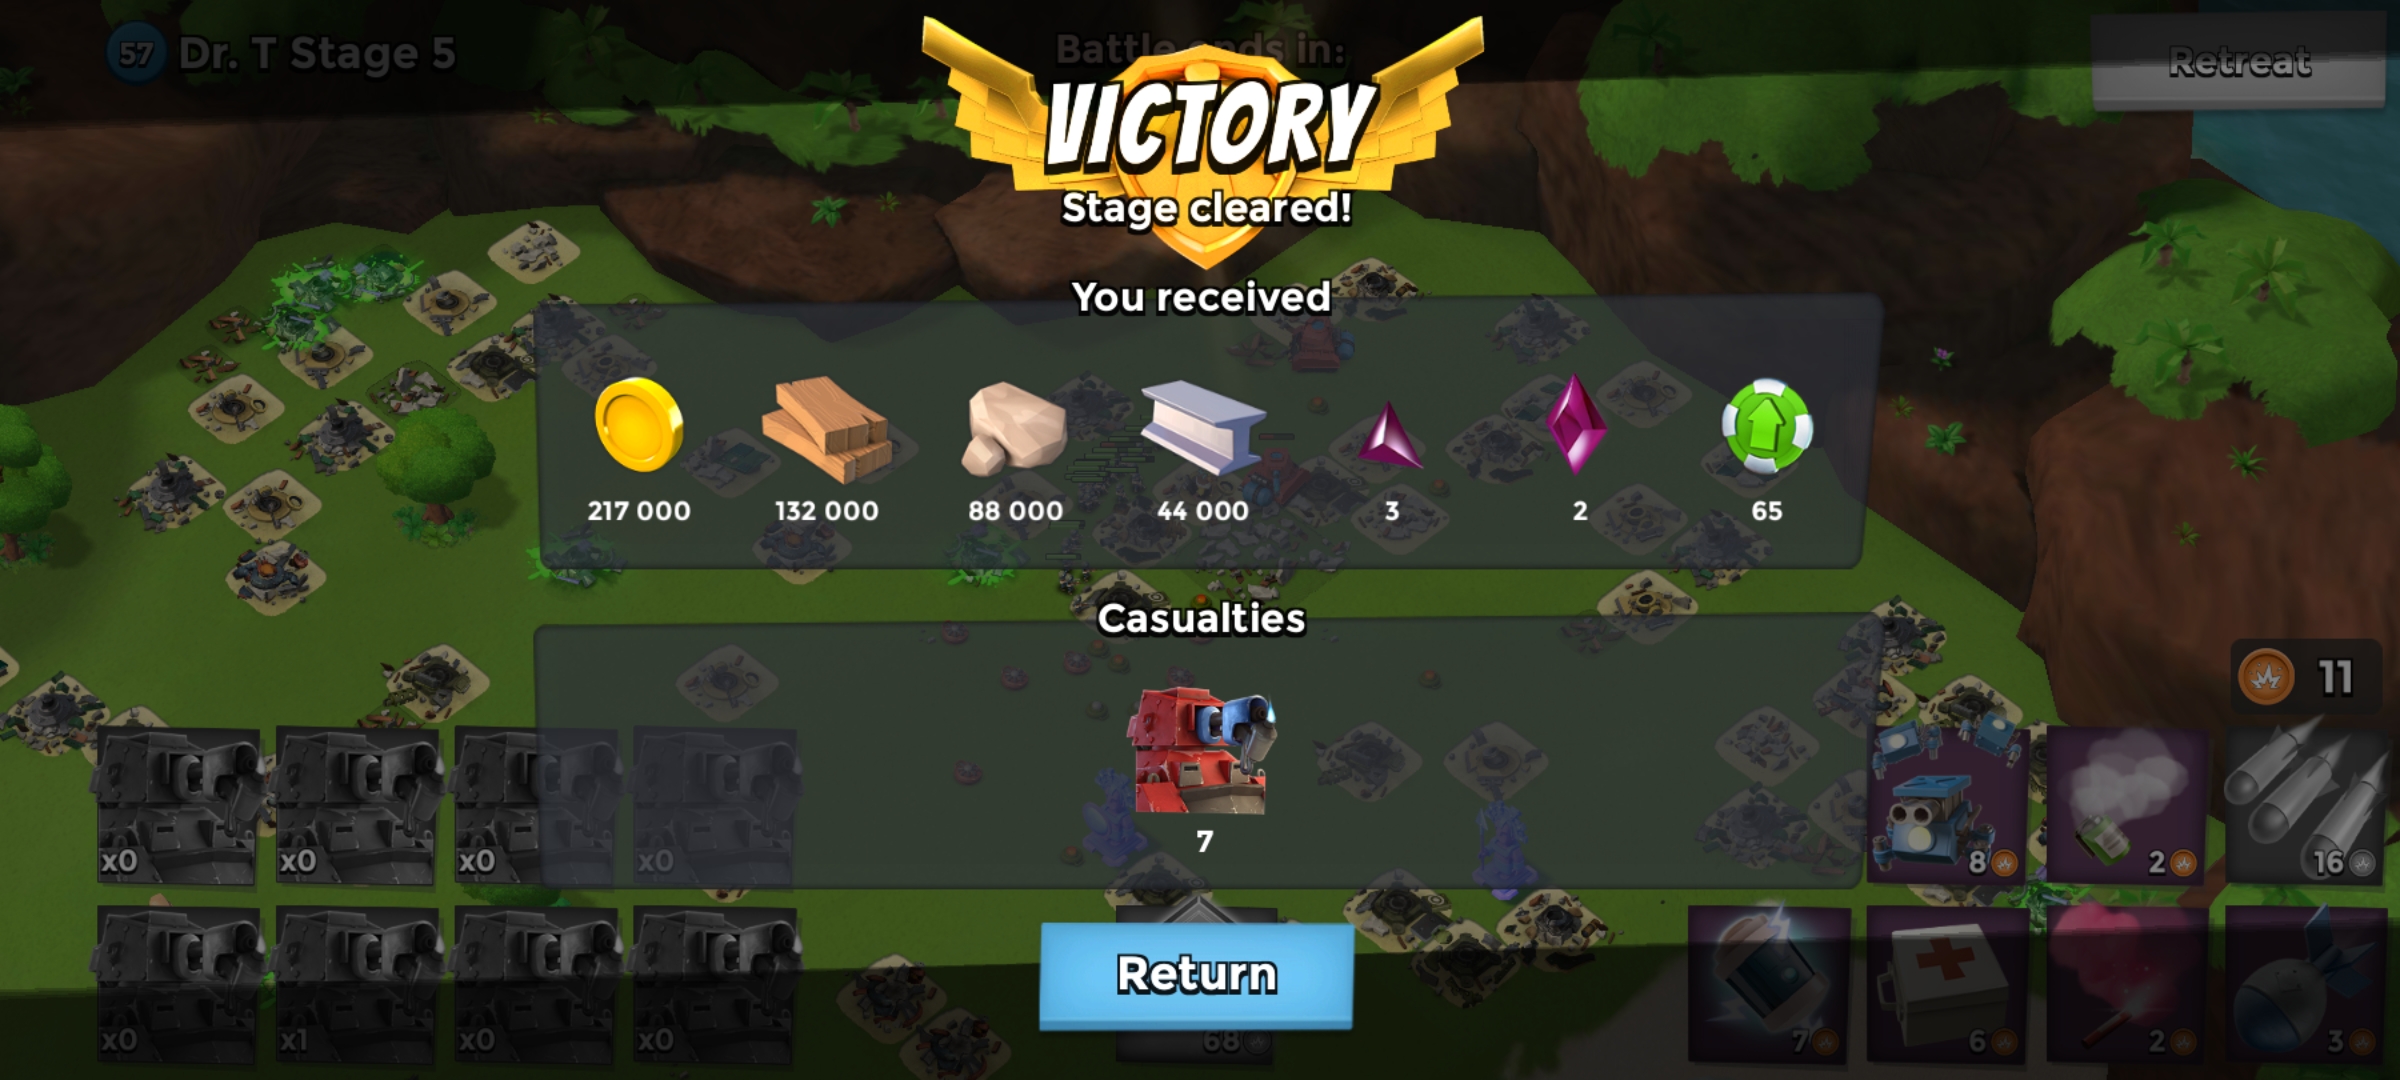 57 Dr. T Stage 5
Battle ends in:
Retreat
VICTORY
Stage cleared!
You received
217 000
132 000
88 000
44 000
3
2
65
Casualties
7
11
x0
x0
x0
x0
8
2
16
x0
x1
x0
x0
Return
68
7
6
2
3